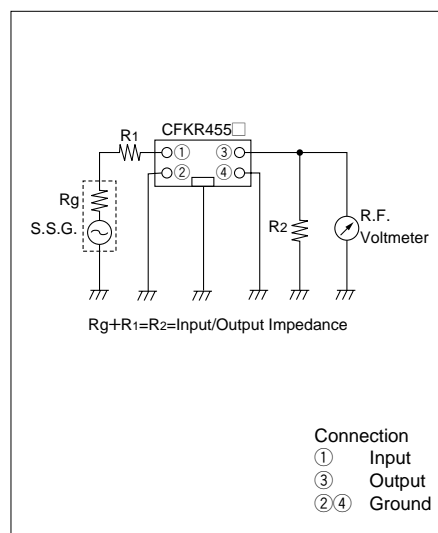 CFKR455□
R1
① ③
② ④
Rg
S.S.G.
R2
R.F.
Voltmeter
Rg+R1=R2=Input/Output Impedance
Connection
① Input
③ Output
②④ Ground